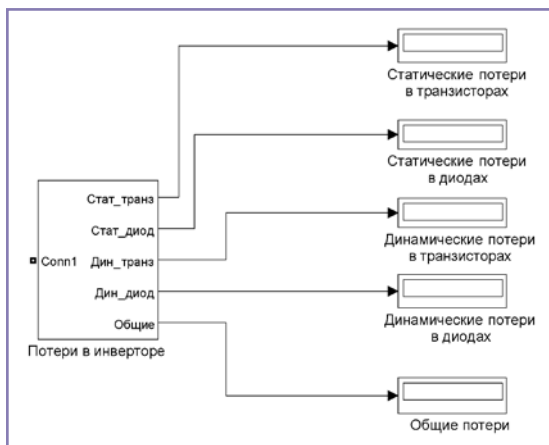 Статические потери
в транзисторах
Статические потери
в диодах
Стат_транз
Стат_диод
Conn1
Дин_транз
Дин_диод
Общие
Потери в инверторе
Динамические потери
в транзисторах
Динамические потери
в диодах
Общие потери